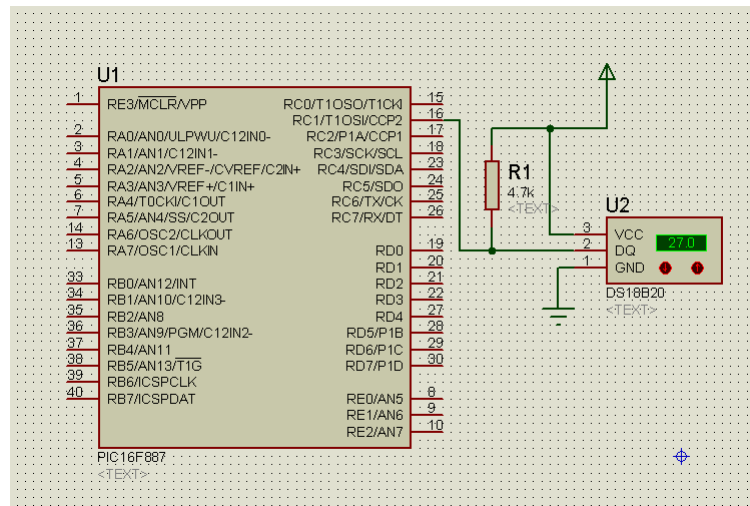 U1
1 RE3/MCLR/VPP RC0/T1OSO/T1CKI 15
RC1/T1OSI/CCP2 16
2 RA0/AN0/ULPWU/C12IN0- RC2/P1A/CCP1 17
3 RA1/AN1/C12IN1- RC3/SCK/SCL 18
4 RA2/AN2/VREF-/CVREF/C2IN+ RC4/SDI/SDA 23
5 RA3/AN3/VREF+/C1IN+ RC5/SDO 24
6 RA4/T0CKI/C1OUT RC6/TX/CK 25
7 RA5/AN4/SS/C2OUT RC7/RX/DT 26
14 RA6/OSC2/CLKOUT
13 RA7/OSC1/CLKIN RD0 19
RD1 20
33 RB0/AN12/INT RD2 21
34 RB1/AN10/C12IN3- RD3 22
35 RB2/AN8 RD4 27
36 RB3/AN9/PGM/C12IN2- RD5/P1B 28
37 RB4/AN11 RD6/P1C 29
38 RB5/AN13/T1G RD7/P1D 30
39 RB6/ICSPCLK
40 RB7/ICSPDAT RE0/AN5 8
RE1/AN6 9
RE2/AN7 10
PIC16F887
<TEXT>
R1
4.7k
<TEXT>
U2
3 VCC
2 DQ 27.0
1 GND
DS18B20
<TEXT>